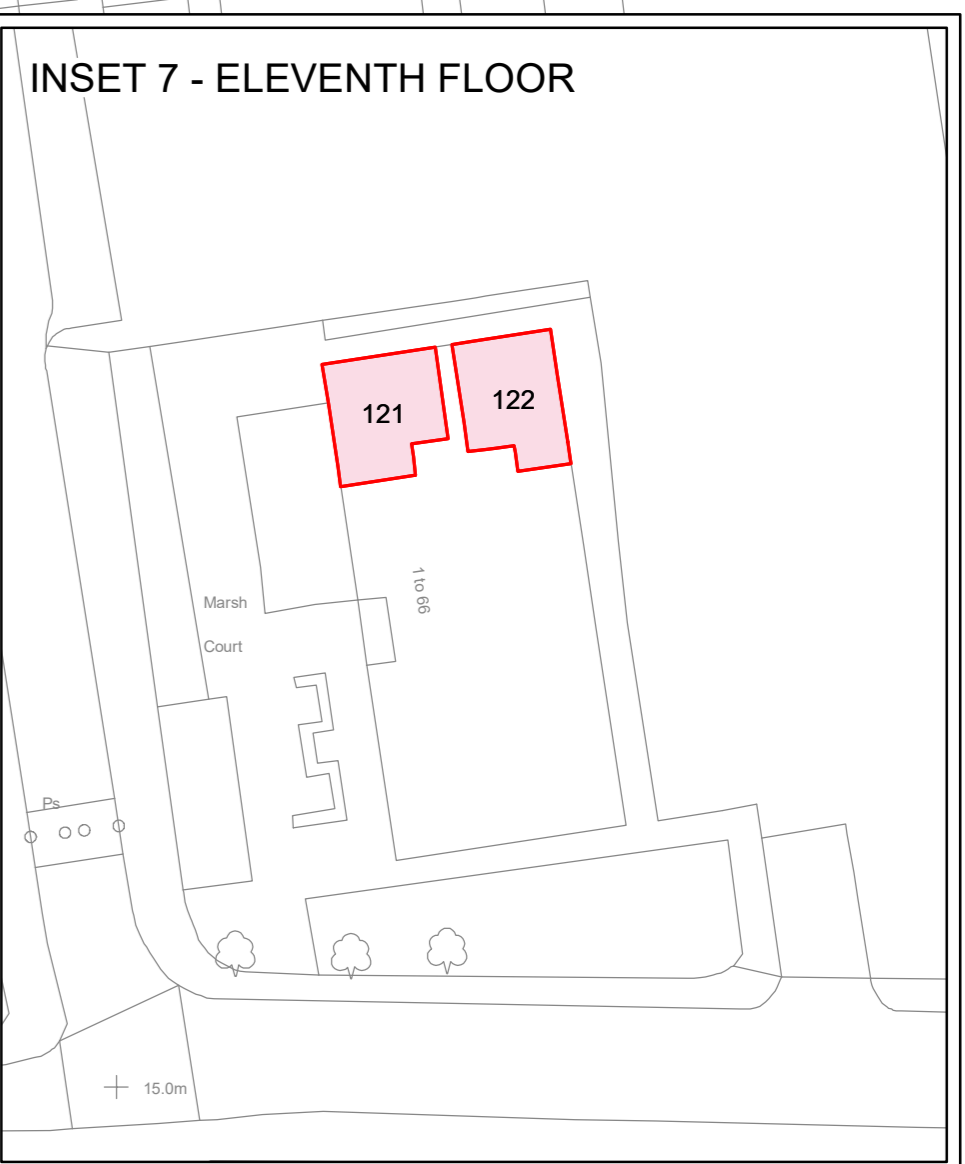 INSET 7 - ELEVENTH FLOOR
121
122
1 to 66
Marsh
Court
Ps
15.0m